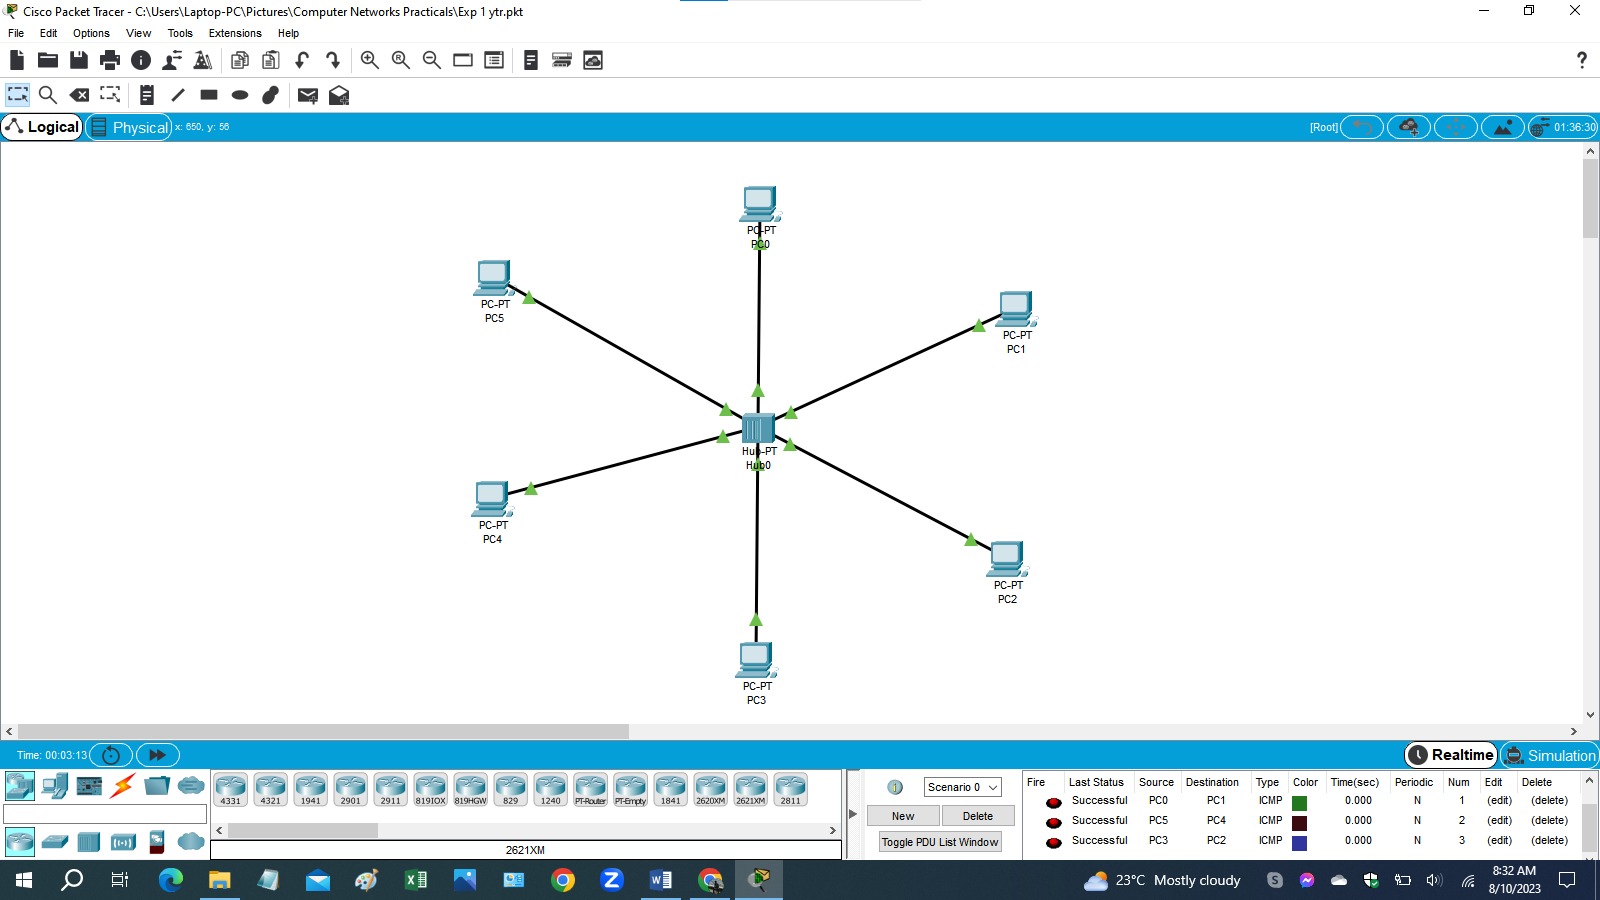 Cisco Packet Tracer - C:\Users\Laptop-PC\Pictures\Computer Networks Practicals\Exp 1 ytr.pkt
File Edit Options View Tools Extensions Help
?
Logical Physical x: 650, y: 56 [Root] 01:36:30
PC-PT
PC0
PC-PT
PC5
PC-PT
PC1
Hub-PT
Hub0
PC-PT
PC4
PC-PT
PC2
PC-PT
PC3
Time: 00:03:13 Realtime Simulation
4331 4321 1941 2901 2911 819IOX 819HGW 829 1240 PT-Router PT-Empty 1841 2620XM 2621XM 2811
2621XM
Scenario 0
New Delete
Toggle PDU List Window
Fire Last Status Source Destination Type Color Time(sec) Periodic Num Edit Delete
Successful PC0 PC1 ICMP 0.000 N 1 (edit) (delete)
Successful PC5 PC4 ICMP 0.000 N 2 (edit) (delete)
Successful PC3 PC2 ICMP 0.000 N 3 (edit) (delete)
23°C Mostly cloudy
8:32 AM
8/10/2023